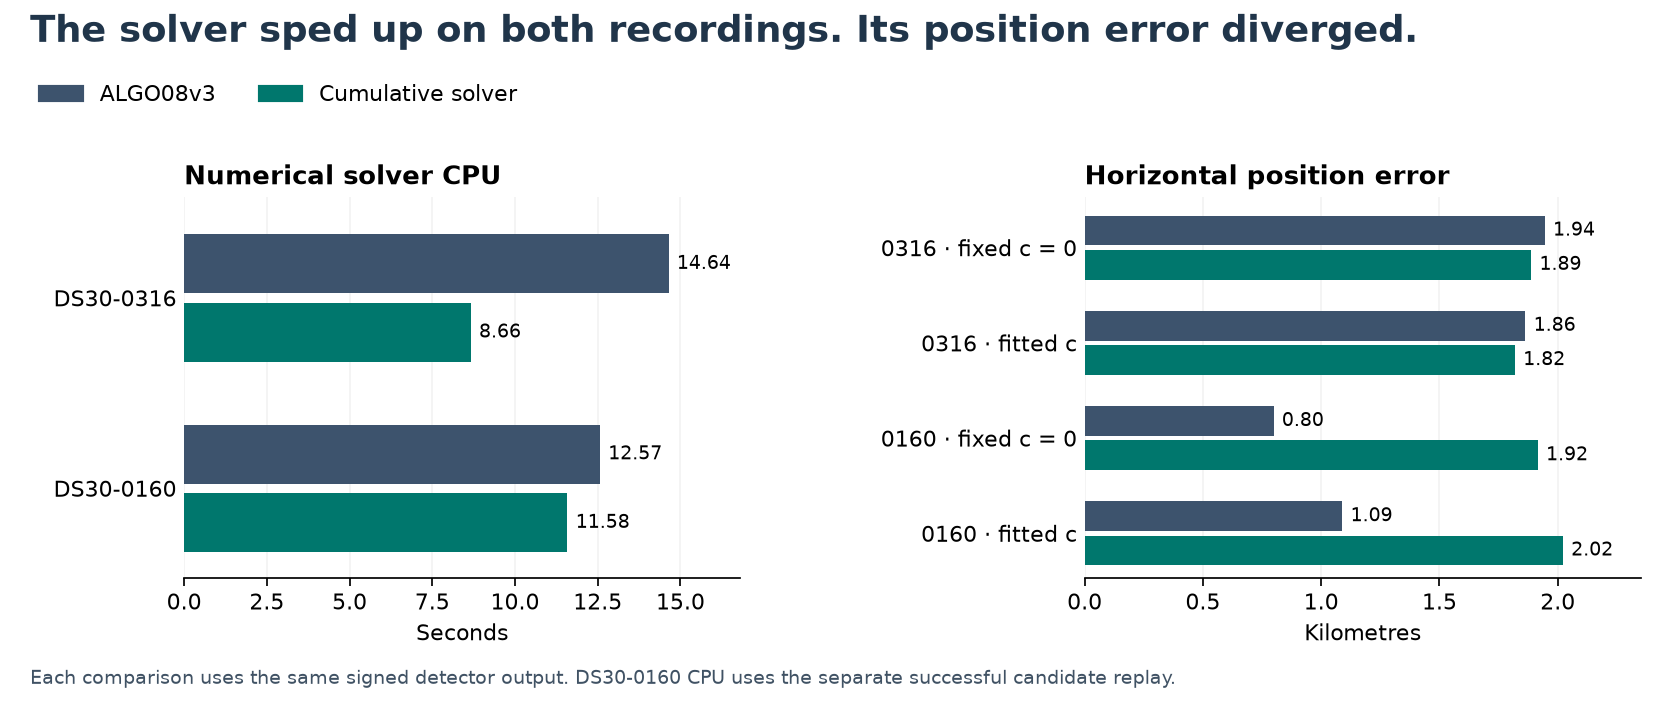 The solver sped up on both recordings. Its position error diverged.
ALGO08v3
Cumulative solver
Numerical solver CPU
DS30-0316
14.64
8.66
DS30-0160
12.57
11.58
0.0 2.5 5.0 7.5 10.0 12.5 15.0
Seconds
Horizontal position error
0316 · fixed c = 0
1.94
1.89
0316 · fitted c
1.86
1.82
0160 · fixed c = 0
0.80
1.92
0160 · fitted c
1.09
2.02
0.0 0.5 1.0 1.5 2.0
Kilometres
Each comparison uses the same signed detector output. DS30-0160 CPU uses the separate successful candidate replay.